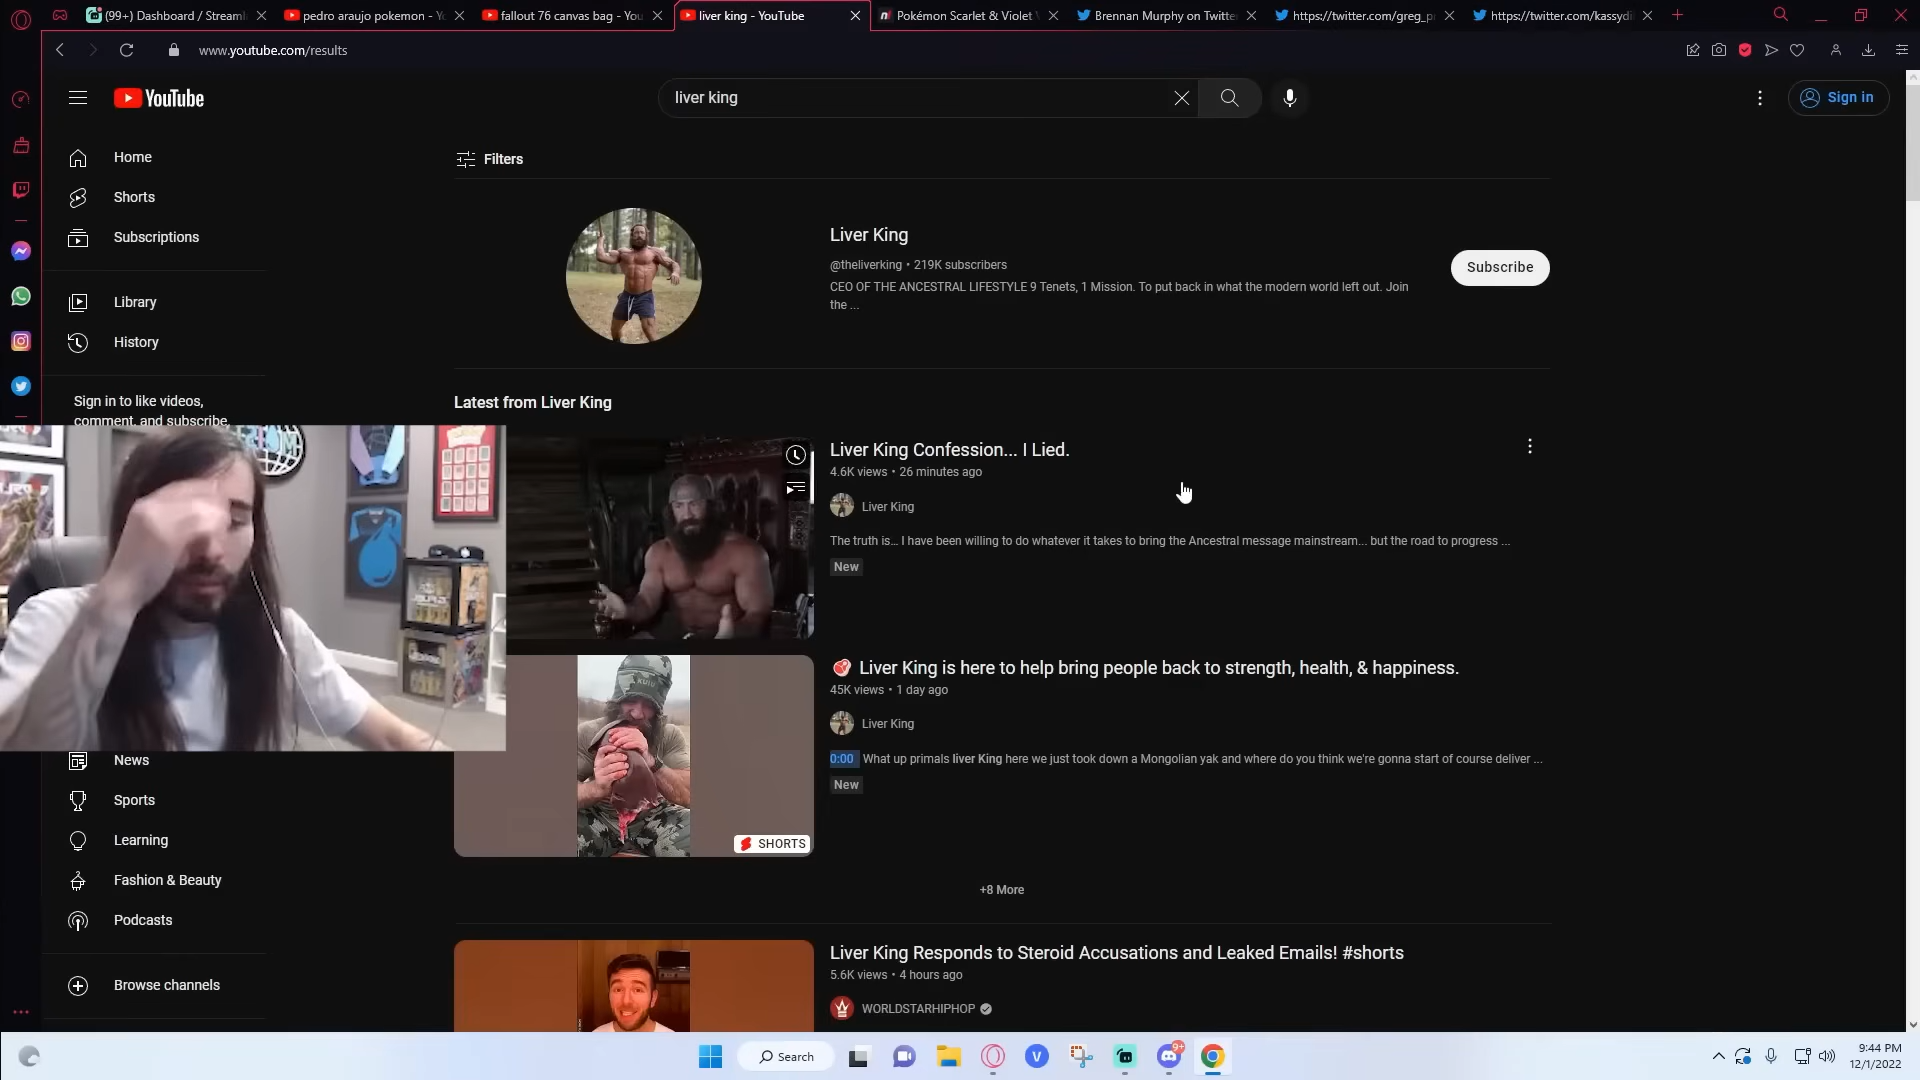 (99+) Dashboard / Streaml
pedro araujo pokemon - Yo
fallout 76 canvas bag - You
liver king - YouTube
Pokémon Scarlet & Violet
Brennan Murphy on Twitte
https://twitter.com/greg_p
https://twitter.com/kassydi
www.youtube.com/results
YouTube
liver king
Sign in
Home
Shorts
Subscriptions
Library
History
Sign in to like videos,
comment, and subscribe.
News
Sports
Learning
Fashion & Beauty
Podcasts
Browse channels
Filters
Liver King
@theliverking • 219K subscribers
CEO OF THE ANCESTRAL LIFESTYLE 9 Tenets, 1 Mission. To put back in what the modern world left out. Join
the ...
Subscribe
Latest from Liver King
Liver King Confession... I Lied.
4.6K views • 26 minutes ago
Liver King
The truth is... I have been willing to do whatever it takes to bring the Ancestral message mainstream... but the road to progress ...
New
Liver King is here to help bring people back to strength, health, & happiness.
45K views • 1 day ago
Liver King
0:00 What up primals liver King here we just took down a Mongolian yak and where do you think we're gonna start of course deliver ...
New
SHORTS
+8 More
Liver King Responds to Steroid Accusations and Leaked Emails! #shorts
5.6K views • 4 hours ago
WORLDSTARHIPHOP
Search
V
9+
9:44 PM
12/1/2022